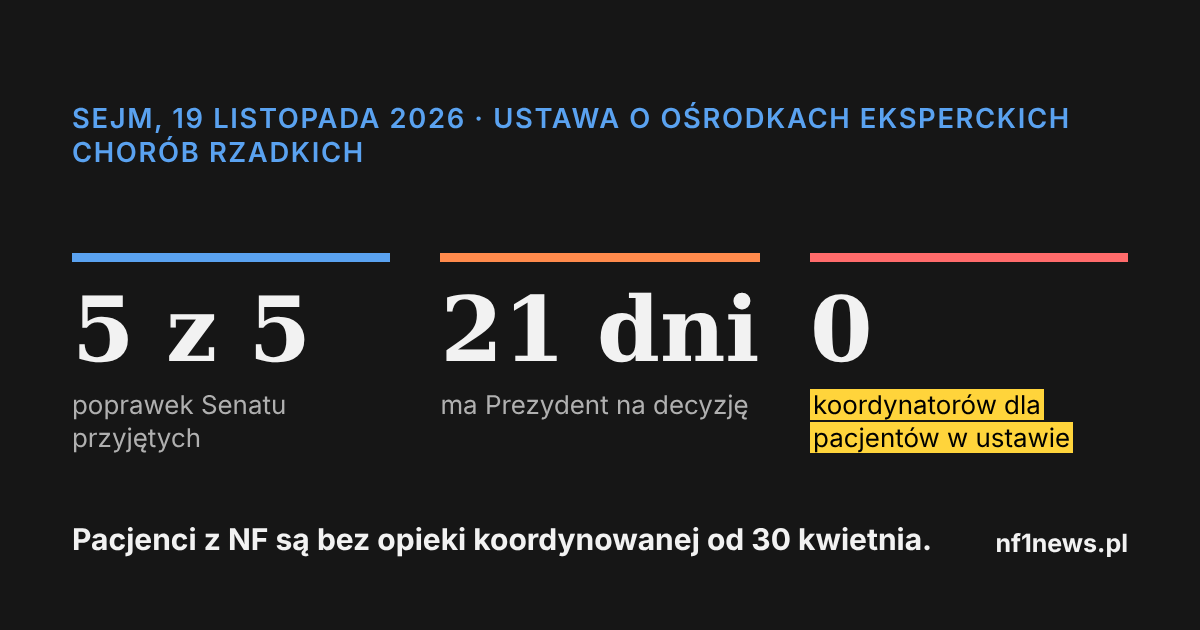 SEJM, 19 LISTOPADA 2026 · USTAWA O OŚRODKACH EKSPERCKICH
CHORÓB RZADKICH
5 z 5
poprawek Senatu
przyjętych
21 dni
ma Prezydent na decyzję
0
koordynatorów dla
pacjentów w ustawie
Pacjenci z NF są bez opieki koordynowanej od 30 kwietnia.
nf1news.pl